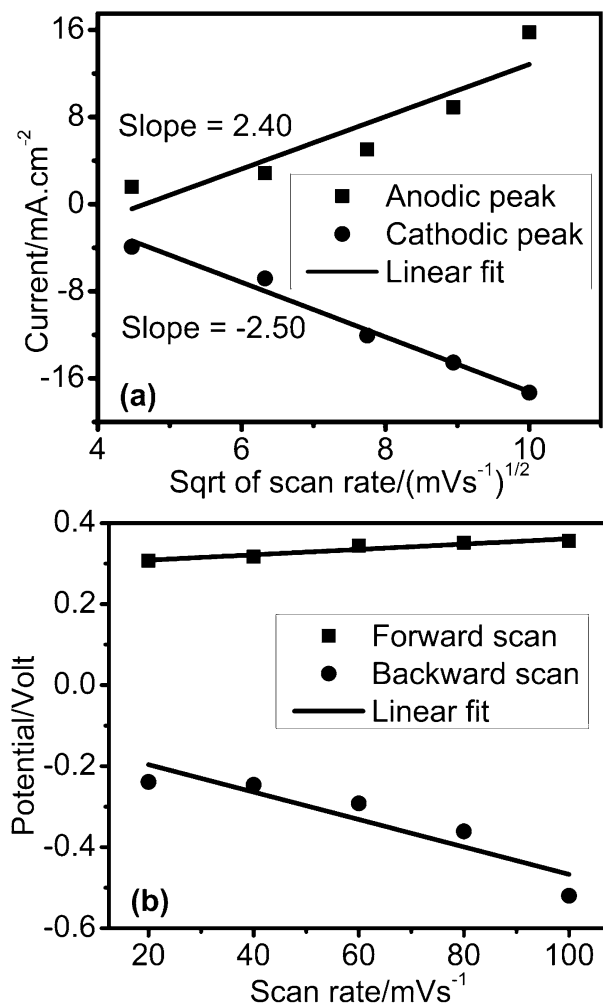 16
8
0
-8
-16
Current/mA.cm⁻²
Slope = 2.40
Anodic peak
Cathodic peak
Linear fit
Slope = -2.50
(a)
4 6 8 10
Sqrt of scan rate/(mVs⁻¹)¹/²
0.4
0.2
0.0
-0.2
-0.4
-0.6
Potential/Volt
Forward scan
Backward scan
Linear fit
(b)
20 40 60 80 100
Scan rate/mVs⁻¹